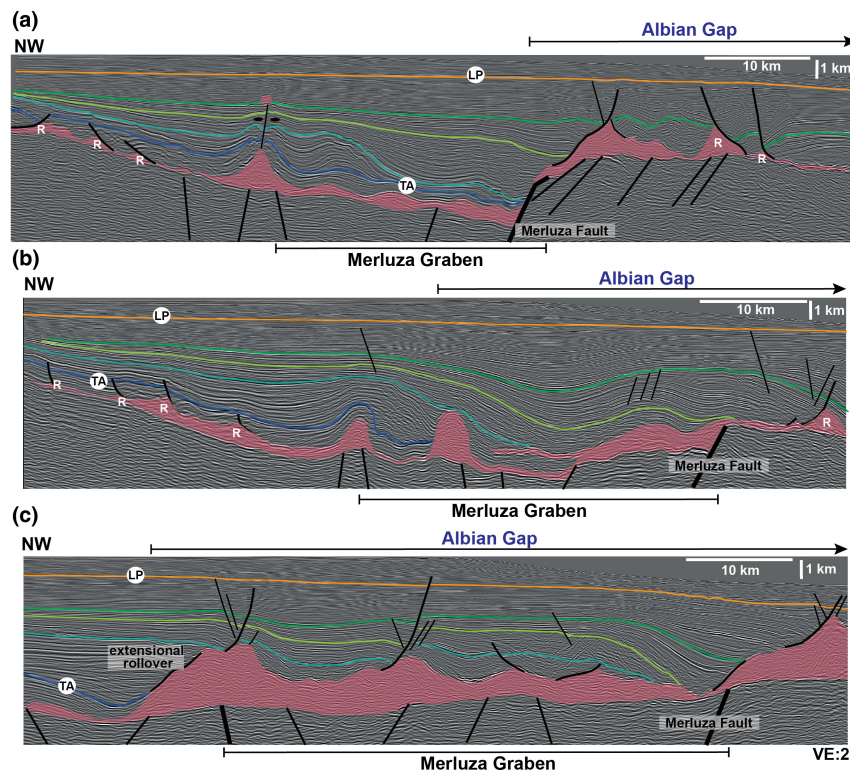 (a)
NW
Albian Gap
10 km
1 km
LP
R
R
R
R
R
TA
Merluza Fault
Merluza Graben
(b)
NW
Albian Gap
10 km
1 km
LP
TA
R
R
R
R
R
Merluza Fault
Merluza Graben
(c)
NW
Albian Gap
10 km
1 km
LP
extensional
rollover
TA
Merluza Fault
Merluza Graben
VE:2